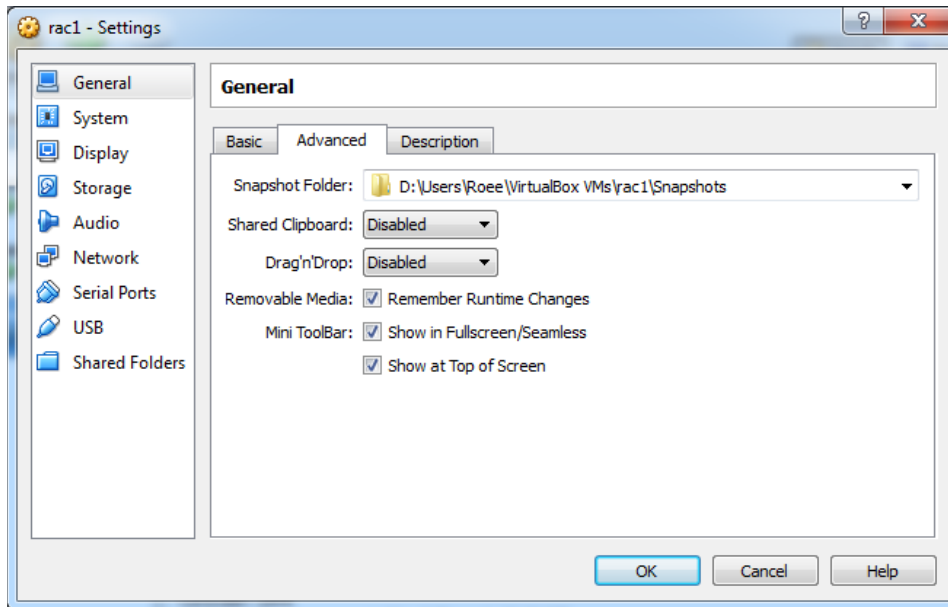 rac1 - Settings
General
System
Display
Storage
Audio
Network
Serial Ports
USB
Shared Folders
General
Basic Advanced Description
Snapshot Folder: D:\Users\Roee\VirtualBox VMs\rac1\Snapshots
Shared Clipboard: Disabled
Drag'n'Drop: Disabled
Removable Media: Remember Runtime Changes
Mini ToolBar: Show in Fullscreen/Seamless
Show at Top of Screen
OK Cancel Help